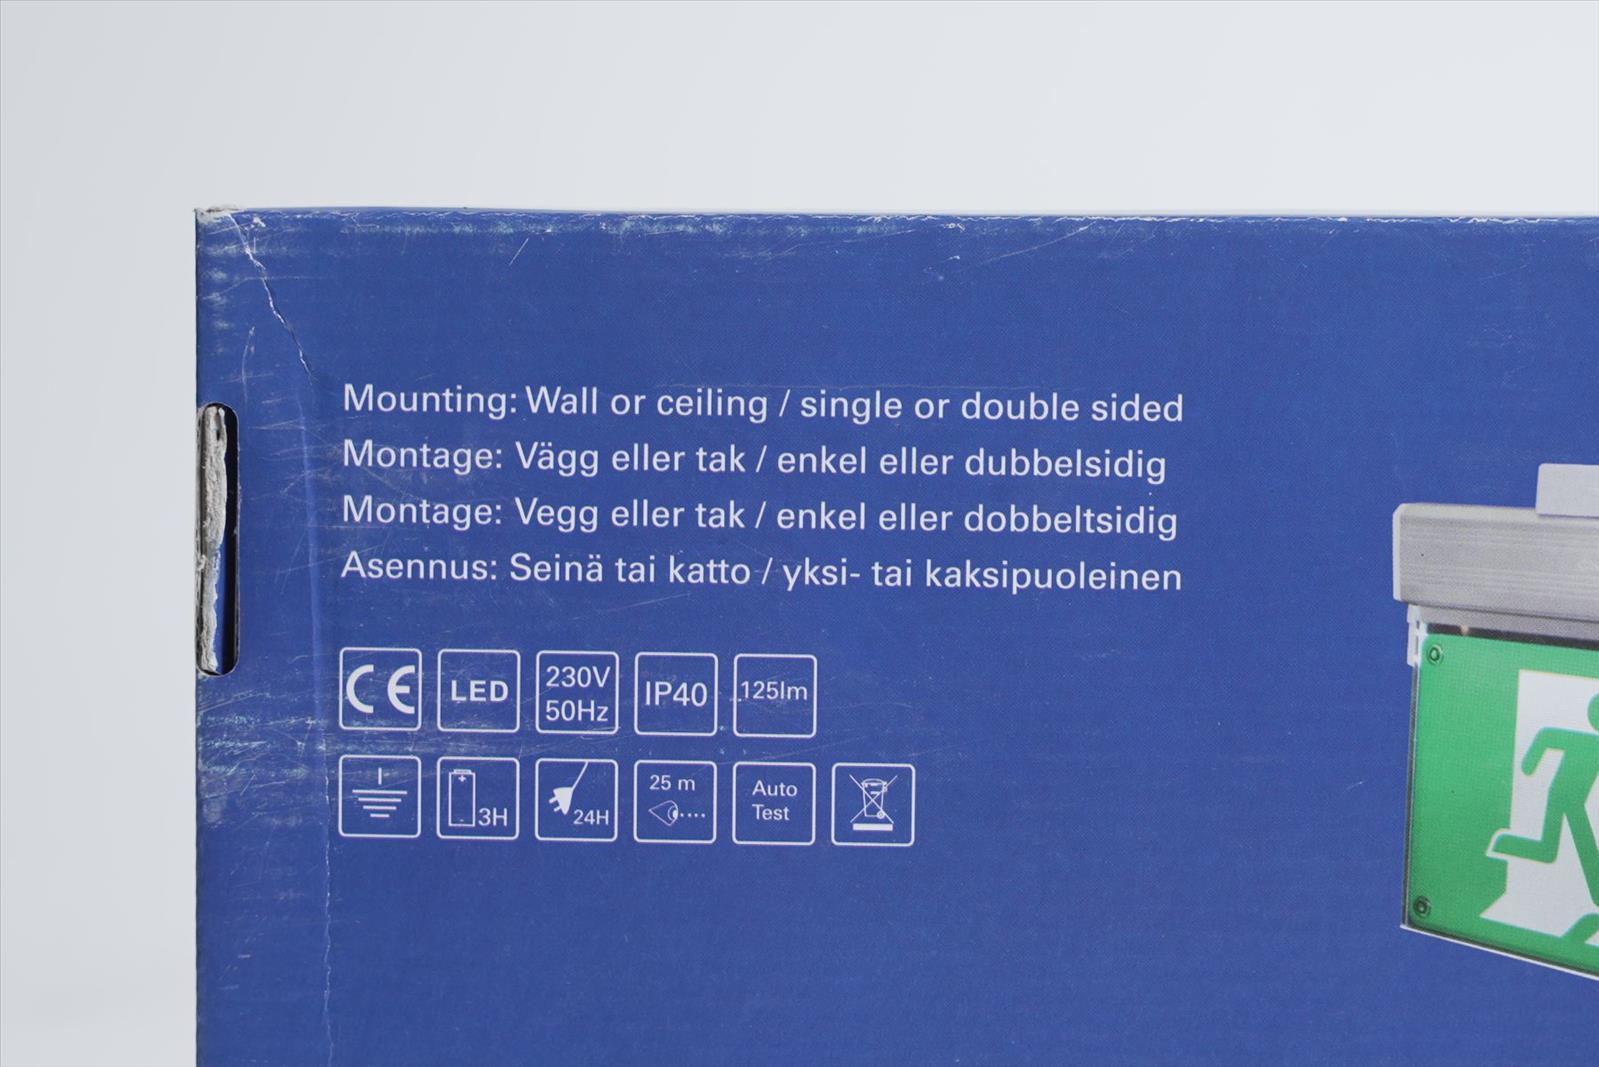 Mounting: Wall or ceiling / single or double sided
Montage: Vägg eller tak / enkel eller dubbelsidig
Montage: Vegg eller tak / enkel eller dobbeltsidig
Asennus: Seinä tai katto / yksi- tai kaksipuoleinen
CE LED 230V 50Hz IP40 125lm
3H 24H 25 m Auto Test